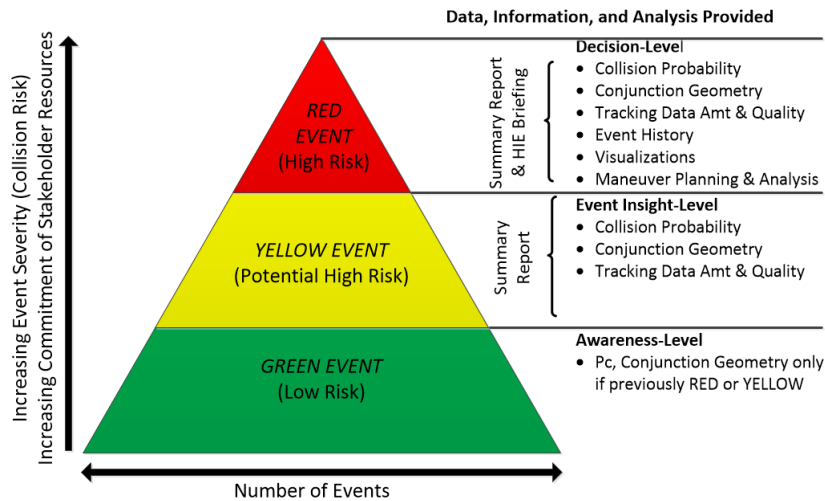 Data, Information, and Analysis Provided
Increasing Event Severity (Collision Risk)
Increasing Commitment of Stakeholder Resources
RED
EVENT
(High Risk)
Summary Report
& HIE Briefing
Decision-Level
• Collision Probability
• Conjunction Geometry
• Tracking Data Amt & Quality
• Event History
• Visualizations
• Maneuver Planning & Analysis
YELLOW EVENT
(Potential High Risk)
Summary
Report
Event Insight-Level
• Collision Probability
• Conjunction Geometry
• Tracking Data Amt & Quality
GREEN EVENT
(Low Risk)
Awareness-Level
• Pc, Conjunction Geometry only
if previously RED or YELLOW
Number of Events